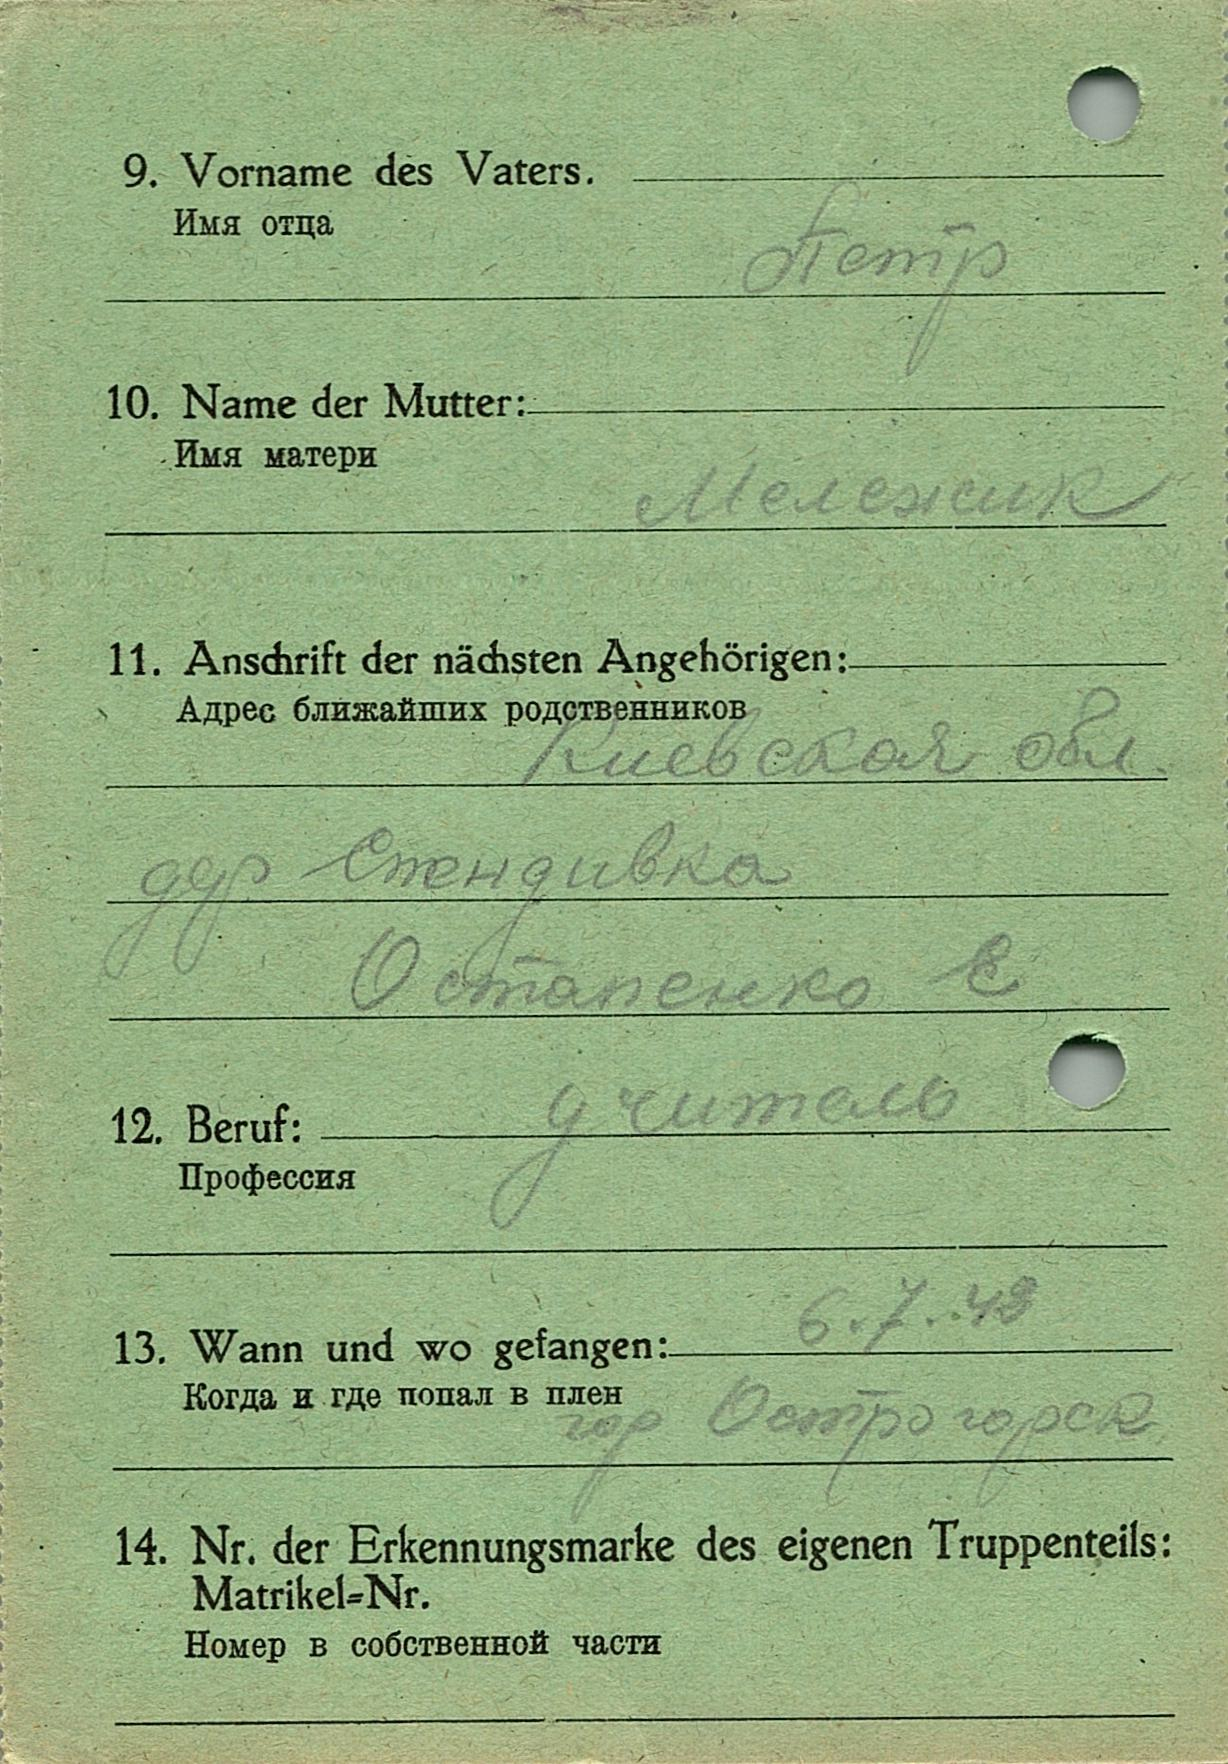 9. Vorname des Vaters.
Имя отца
Петр
10. Name der Mutter:
Имя матери
Мележик
11. Anschrift der nächsten Angehörigen:
Адрес ближайших родственников
Киевская обл.
дер Стендивка
Остапенко Е
12. Beruf: учитель
Профессия
13. Wann und wo gefangen: 6.7.43
Когда и где попал в плен
гор Острогорск
14. Nr. der Erkennungsmarke des eigenen Truppenteils:
Matrikel=Nr.
Номер в собственной части